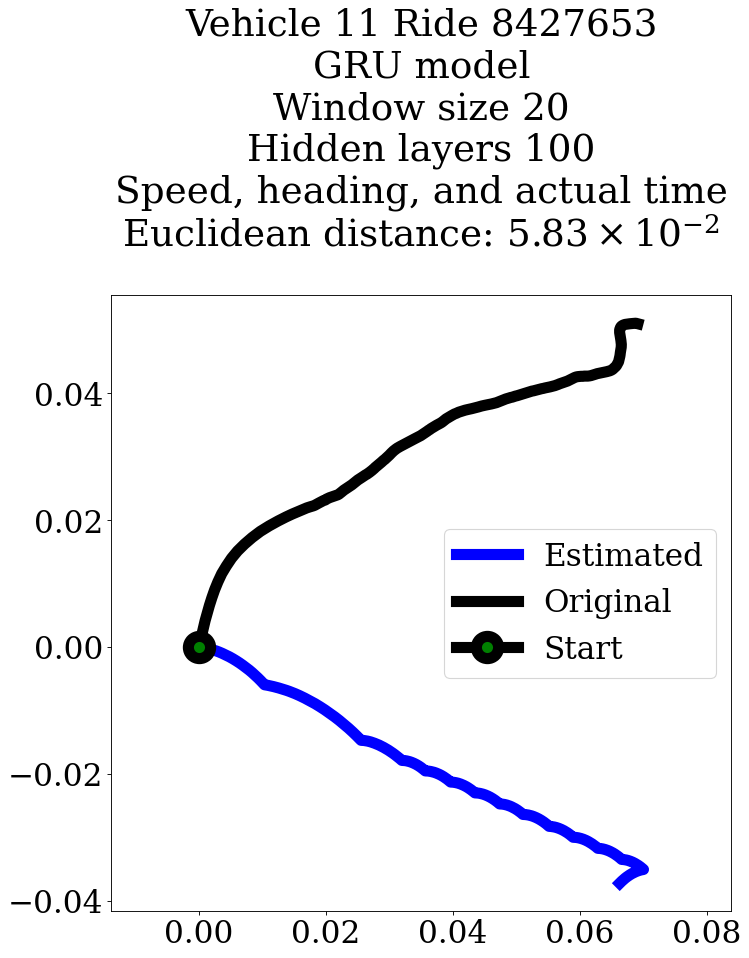 Vehicle 11 Ride 8427653
GRU model
Window size 20
Hidden layers 100
Speed, heading, and actual time
Euclidean distance: 5.83 × 10⁻²
0.04
0.02
0.00
−0.02
−0.04
Estimated
Original
Start
0.00 0.02 0.04 0.06 0.08